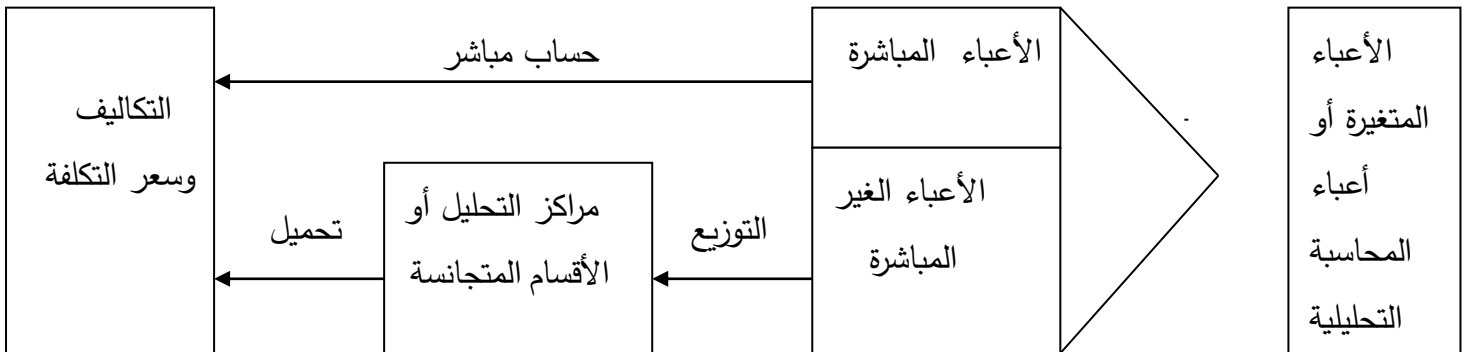 الأعباء
المتغيرة أو
أعباء
المحاسبة
التحليلية
الأعباء المباشرة
الأعباء الغير
المباشرة
حساب مباشر
التوزيع
مراكز التحليل أو
الأقسام المتجانسة
تحميل
التكاليف
وسعر التكلفة